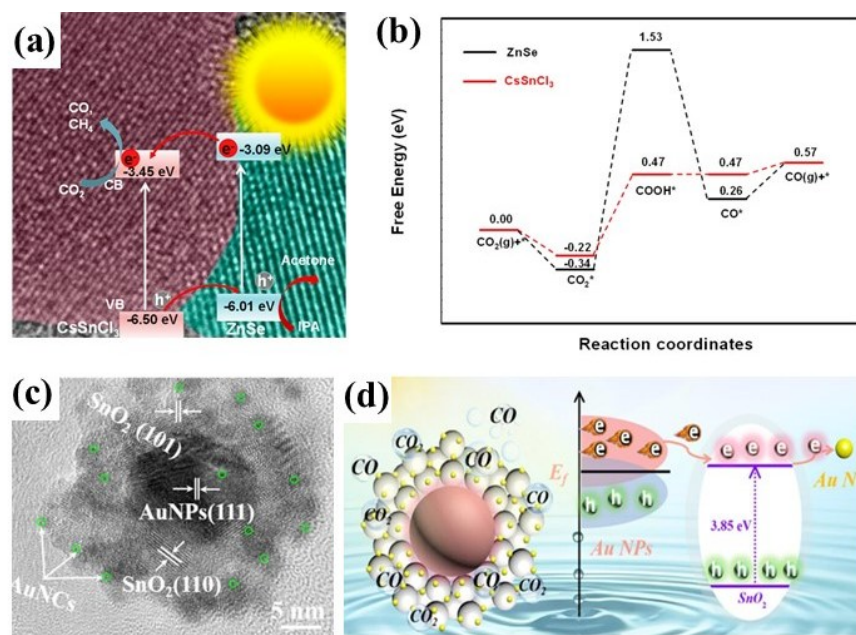 (a)
CO,
CH₄
CO₂
CB
e⁻
-3.45 eV
e⁻
-3.09 eV
h⁺
h⁺
VB
-6.50 eV
-6.01 eV
CsSnCl₃
ZnSe
Acetone
IPA
(b)
ZnSe
CsSnCl₃
Free Energy (eV)
1.53
0.00
CO₂(g)+*
-0.22
-0.34
CO₂*
0.47
COOH*
0.47
0.26
CO*
0.57
CO(g)+*
Reaction coordinates
(c)
SnO₂ (101)
AuNPs(111)
SnO₂(110)
AuNCs
5 nm
(d)
CO
CO
CO₂
CO
CO
CO₂
CO
CO
CO₂
CO₂
CO₂
E_f
Au NPs
e e e e e e
h h h
e e e e
3.85 eV
h h h h
SnO₂
Au N